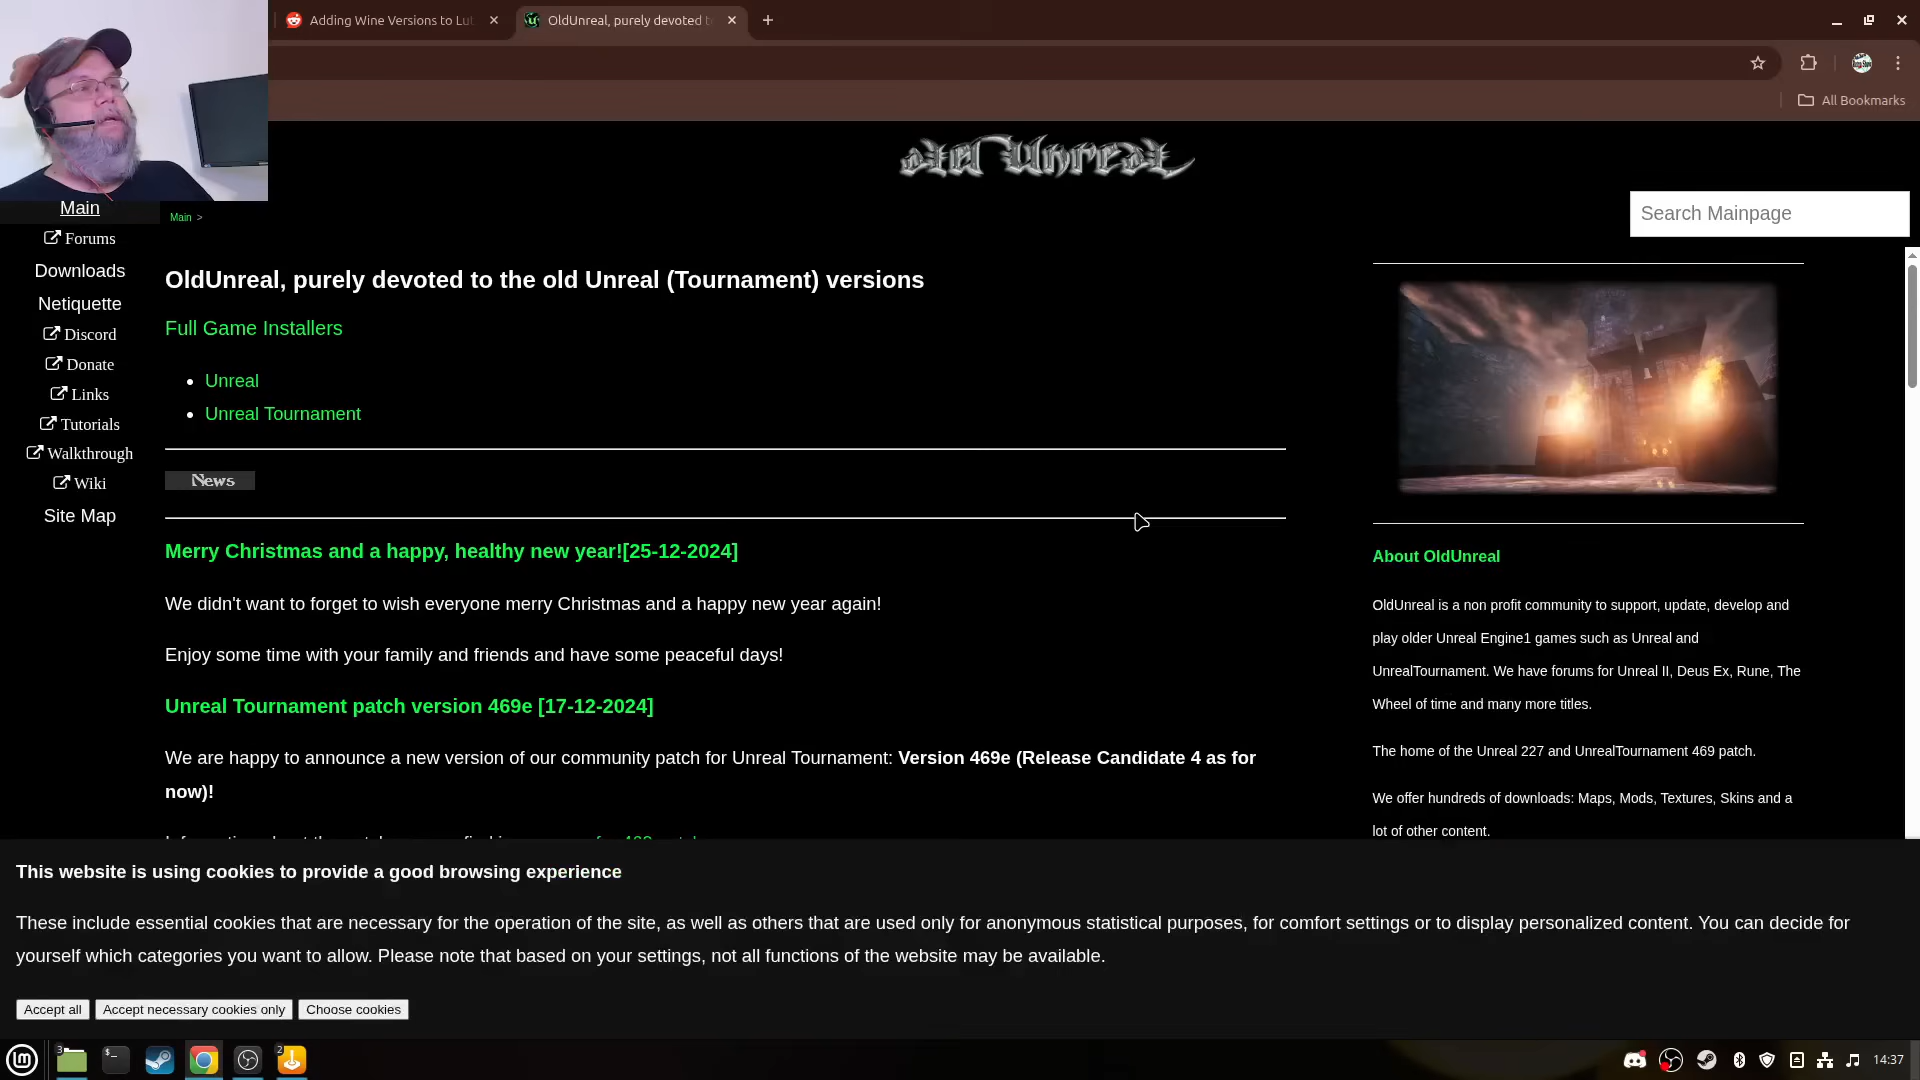 Adding Wine Versions to Lut
OldUnreal, purely devoted t
All Bookmarks
old Unreal
Main
Forums
Downloads
Netiquette
Discord
Donate
Links
Tutorials
Walkthrough
Wiki
Site Map
Main >
Search Mainpage
OldUnreal, purely devoted to the old Unreal (Tournament) versions
Full Game Installers
Unreal
Unreal Tournament
News
Merry Christmas and a happy, healthy new year![25-12-2024]
We didn't want to forget to wish everyone merry Christmas and a happy new year again!
Enjoy some time with your family and friends and have some peaceful days!
Unreal Tournament patch version 469e [17-12-2024]
We are happy to announce a new version of our community patch for Unreal Tournament: Version 469e (Release Candidate 4 as for
now)!
About OldUnreal
OldUnreal is a non profit community to support, update, develop and
play older Unreal Engine1 games such as Unreal and
UnrealTournament. We have forums for Unreal II, Deus Ex, Rune, The
Wheel of time and many more titles.
The home of the Unreal 227 and UnrealTournament 469 patch.
We offer hundreds of downloads: Maps, Mods, Textures, Skins and a
lot of other content.
This website is using cookies to provide a good browsing experience
These include essential cookies that are necessary for the operation of the site, as well as others that are used only for anonymous statistical purposes, for comfort settings or to display personalized content. You can decide for
yourself which categories you want to allow. Please note that based on your settings, not all functions of the website may be available.
Accept all
Accept necessary cookies only
Choose cookies
3
$_
2
14:37